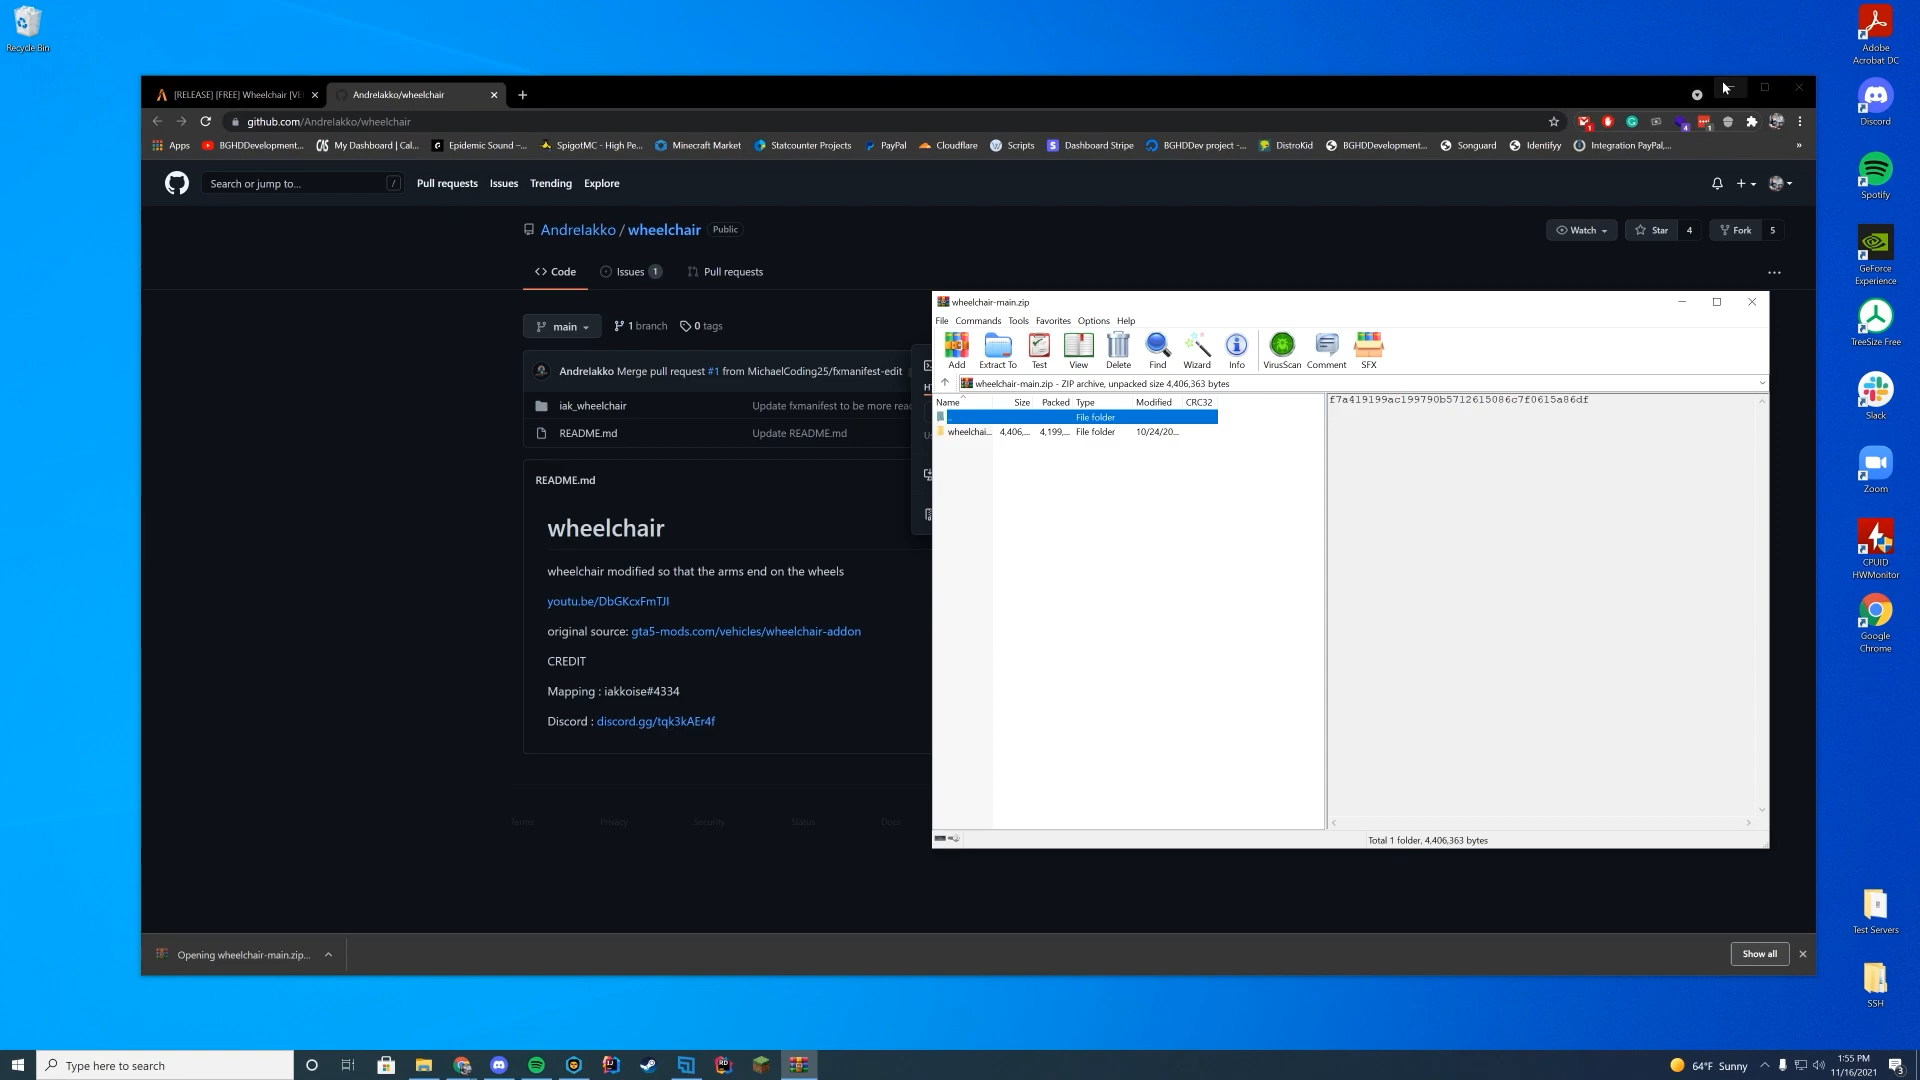 Recycle Bin
Adobe
Acrobat DC
Discord
Spotify
GeForce
Experience
TreeSize Free
Slack
Zoom
CPUID
HWMonitor
Google
Chrome
Test Servers
SSH
[RELEASE] [FREE] Wheelchair [VE
AndreIakko/wheelchair
github.com/AndreIakko/wheelchair
Apps
BGHDDevelopment...
My Dashboard | Cal...
Epidemic Sound –...
SpigotMC - High Pe...
Minecraft Market
Statcounter Projects
PayPal
Cloudflare
Scripts
Dashboard Stripe
BGHDDev project -...
DistroKid
BGHDDevelopment...
Songuard
Identifyy
Integration PayPal,...
»
Search or jump to...
/
Pull requests
Issues
Trending
Explore
AndreIakko / wheelchair
Public
Watch
Star
4
Fork
5
<> Code
Issues 1
Pull requests
main
1 branch
0 tags
AndreIakko Merge pull request #1 from MichaelCoding25/fxmanifest-edit
iak_wheelchair
Update fxmanifest to be more rea
README.md
Update README.md
README.md
wheelchair
wheelchair modified so that the arms end on the wheels
youtu.be/DbGKcxFmTJI
original source: gta5-mods.com/vehicles/wheelchair-addon
CREDIT
Mapping : iakkoise#4334
Discord : discord.gg/tqk3kAEr4f
Terms
Privacy
Security
Status
Docs
wheelchair-main.zip
File
Commands
Tools
Favorites
Options
Help
Add
Extract To
Test
View
Delete
Find
Wizard
Info
VirusScan
Comment
SFX
wheelchair-main.zip - ZIP archive, unpacked size 4,406,363 bytes
Name
Size
Packed
Type
Modified
CRC32
File folder
wheelchai...
4,406,...
4,199,...
File folder
10/24/20...
f7a419199ac199790b5712615086c7f0615a86df
Total 1 folder, 4,406,363 bytes
Opening wheelchair-main.zip...
Show all
Type here to search
64°F Sunny
1:55 PM
11/16/2021
3